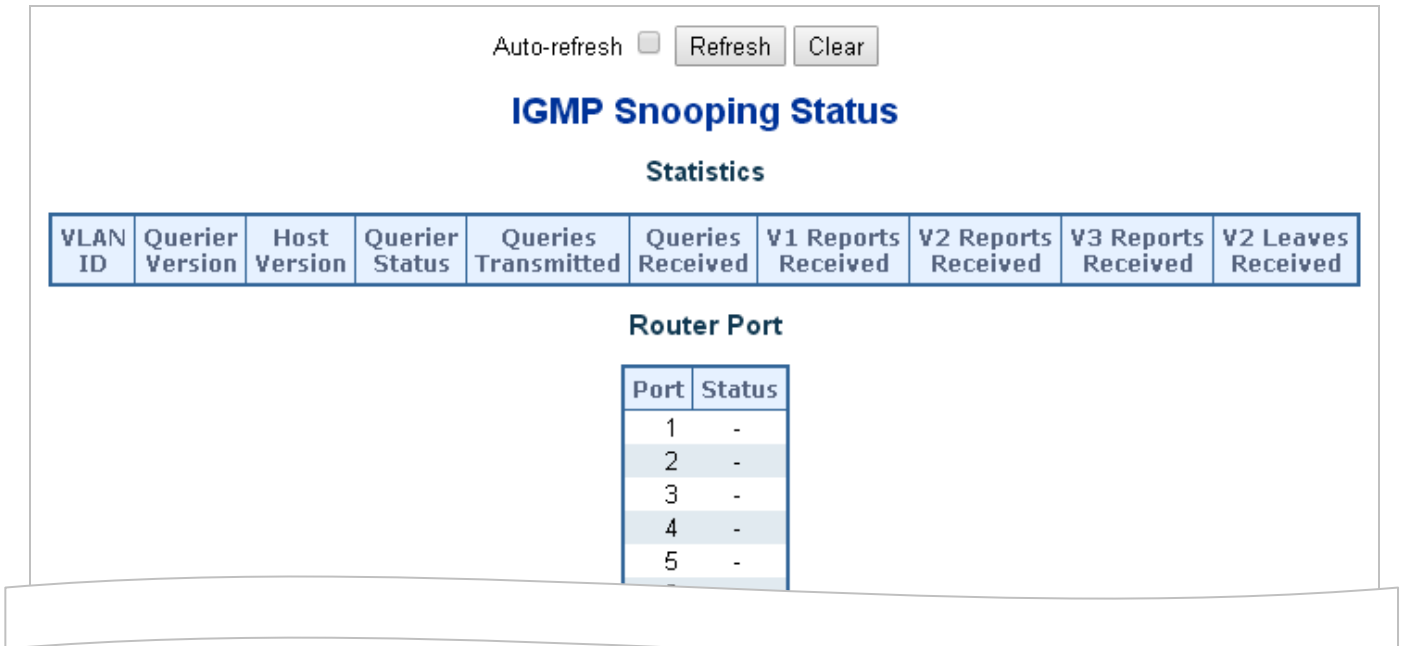 Auto-refresh Refresh Clear
IGMP Snooping Status
Statistics
VLAN ID Querier Version Host Version Querier Status Queries Transmitted Queries Received V1 Reports Received V2 Reports Received V3 Reports Received V2 Leaves Received
Router Port
Port Status
1 -
2 -
3 -
4 -
5 -